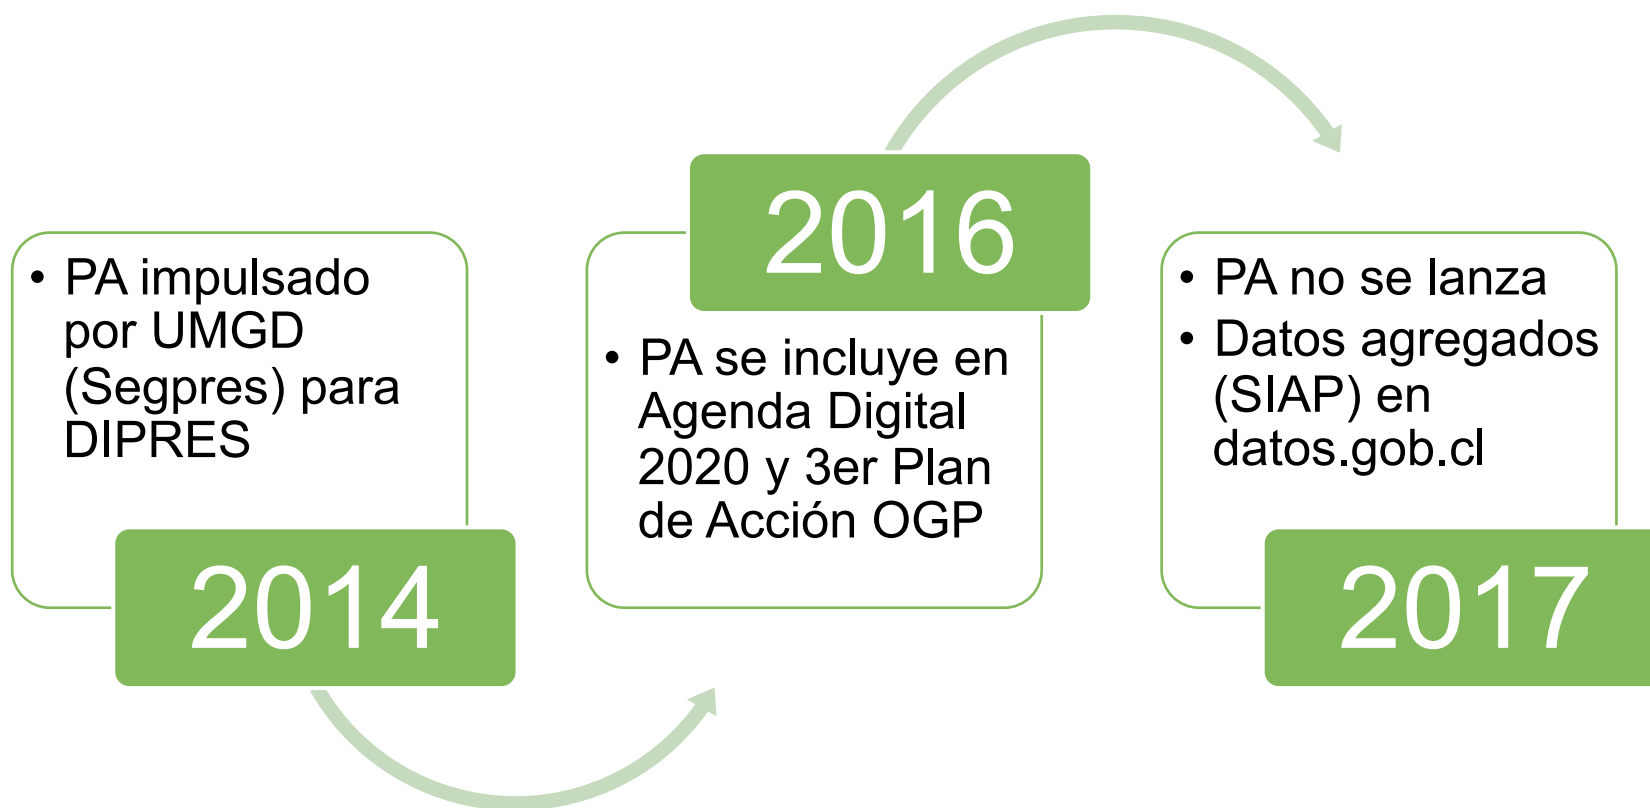 • PA impulsado
por UMGD
(Segpres) para
DIPRES
2014
2016
• PA se incluye en
Agenda Digital
2020 y 3er Plan
de Acción OGP
• PA no se lanza
• Datos agregados
(SIAP) en
datos.gob.cl
2017